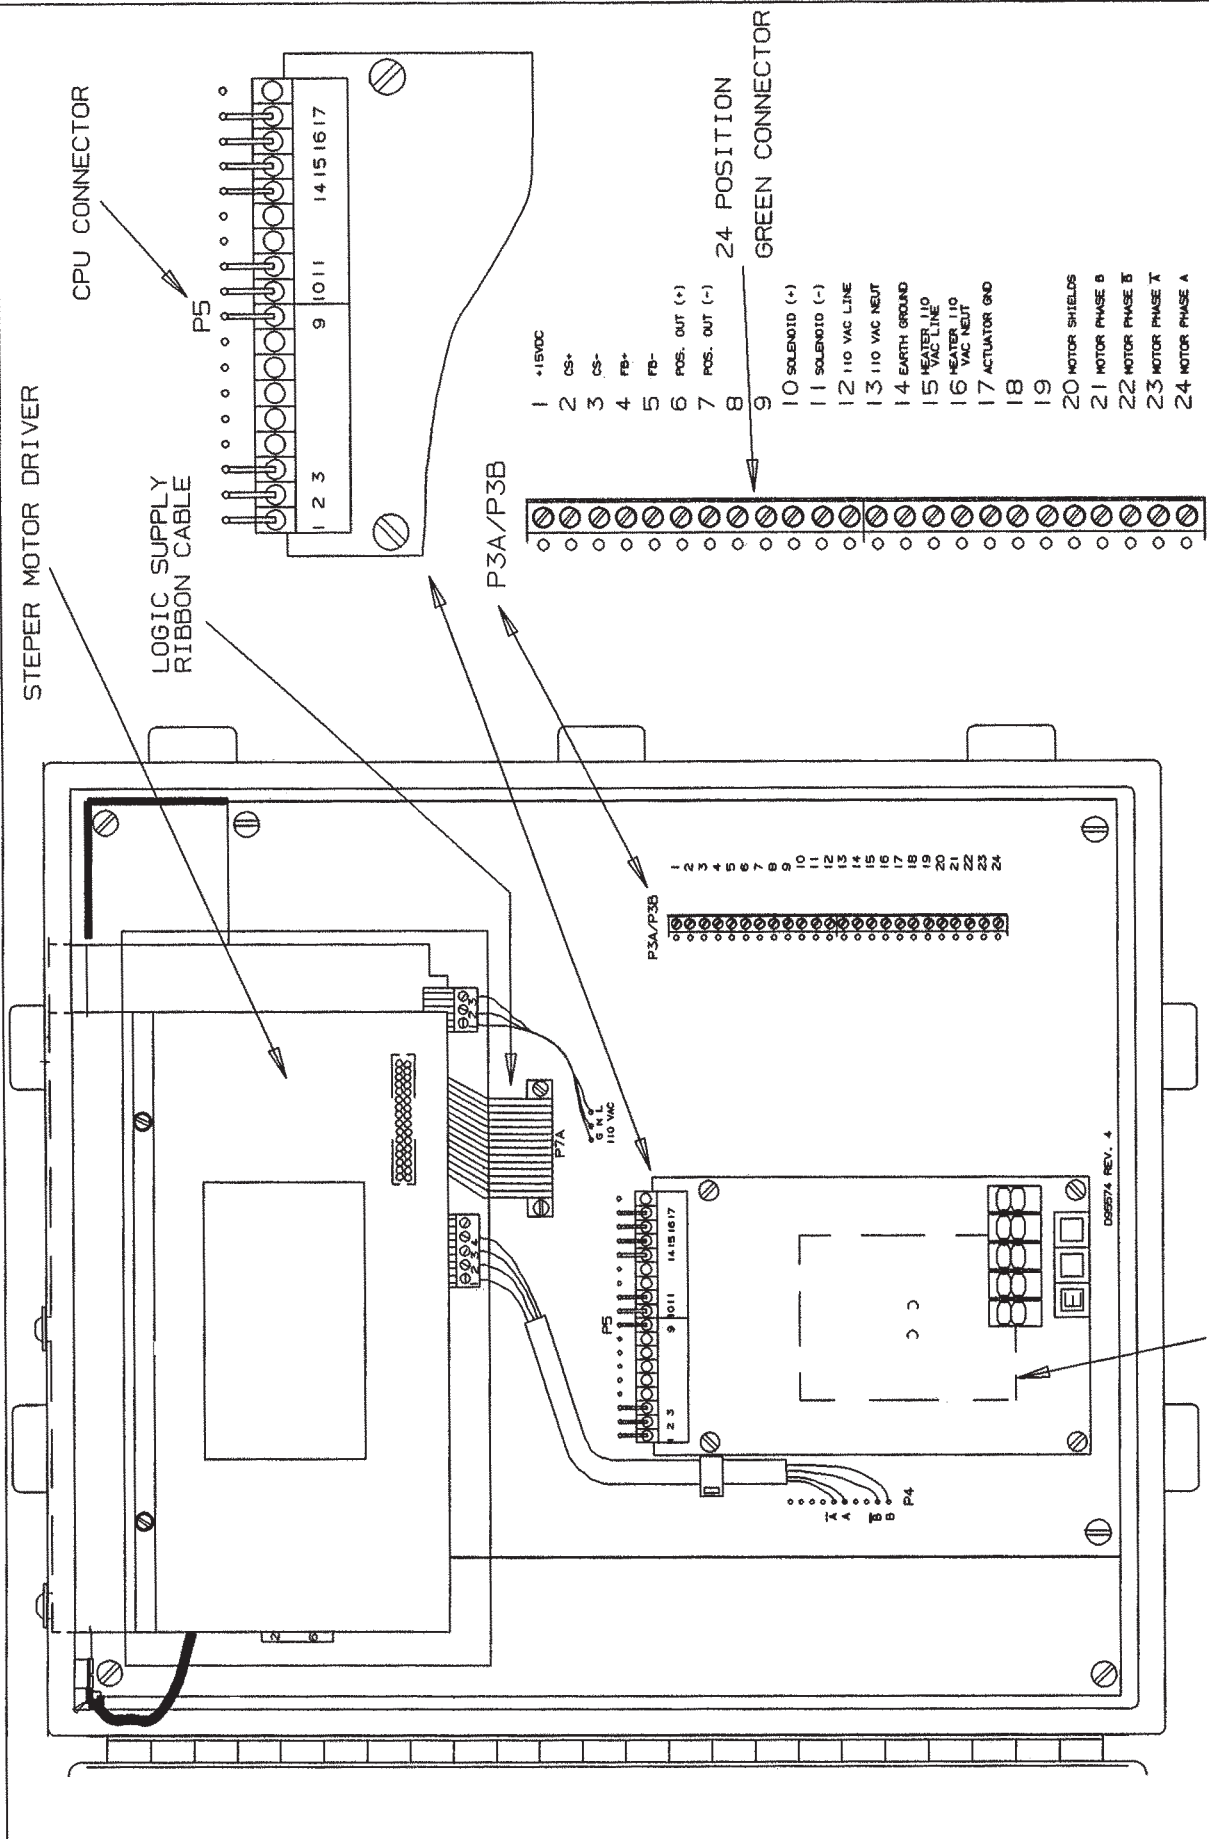 STEPER MOTOR DRIVER
LOGIC SUPPLY
RIBBON CABLE
CPU CONNECTOR
P5
1 2 3 9 10 11 14 15 16 17
P3A/P3B
24 POSITION
GREEN CONNECTOR
1 +15VDC
2 CS+
3 CS-
4 FB+
5 FB-
6 POS. OUT (+)
7 POS. OUT (-)
8
9
10 SOLENOID (+)
11 SOLENOID (-)
12 110 VAC LINE
13 110 VAC NEUT
14 EARTH GROUND
15 HEATER 110
VAC LINE
16 HEATER 110
VAC NEUT
17 ACTUATOR GND
18
19
20 MOTOR SHIELDS
21 MOTOR PHASE B
22 MOTOR PHASE B̅
23 MOTOR PHASE A̅
24 MOTOR PHASE A
2 6
1 2 3 4
1 2 3
P7A
G N L
110 VAC
P5
1 2 3 9 10 11 14 15 16 17
P3A/P3B
1
2
3
4
5
6
7
8
9
10
11
12
13
14
15
16
17
18
19
20
21
22
23
24
A̅
A
B̅
B
P4
E
D95574 REV. 4